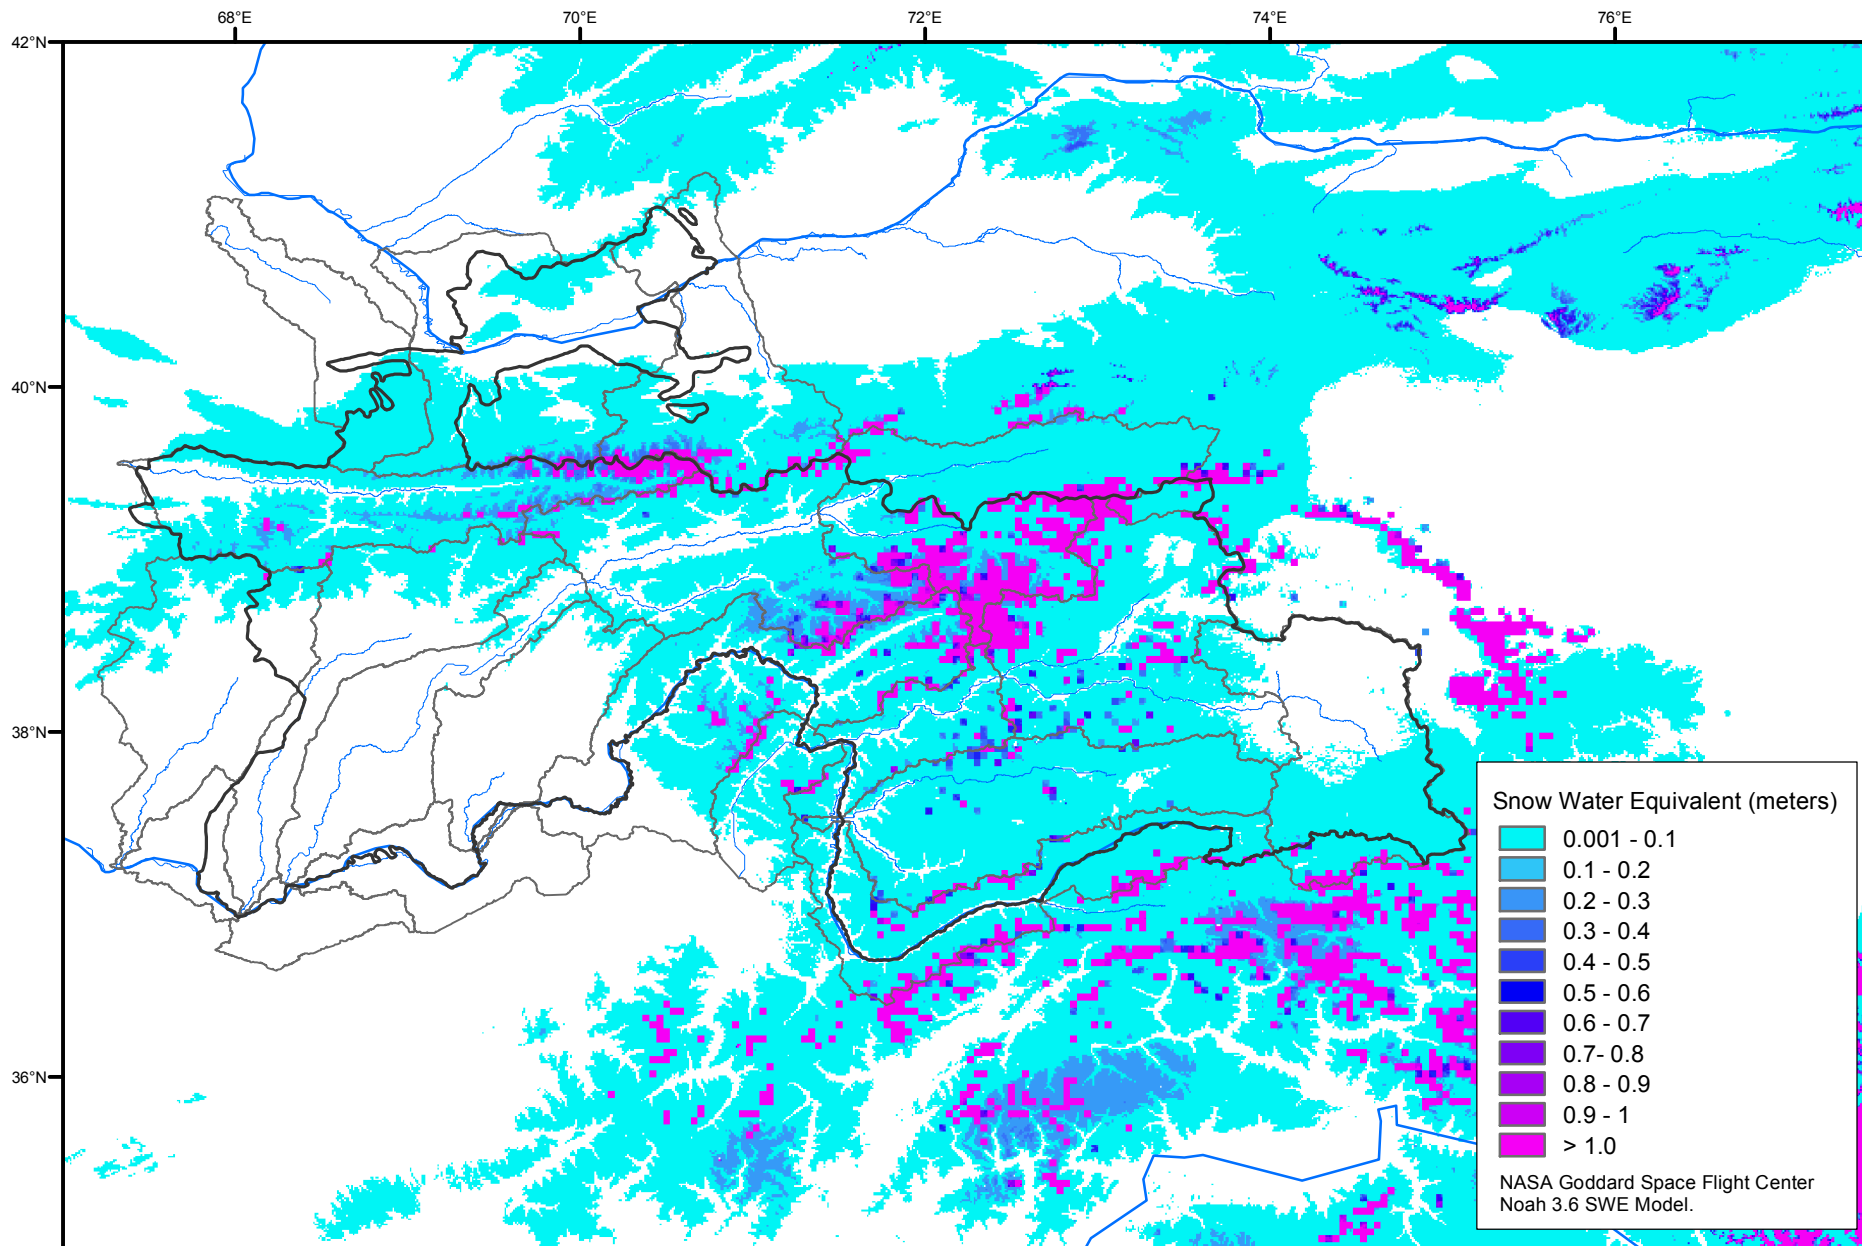 68°E
70°E
72°E
74°E
76°E
42°N
40°N
38°N
36°N
Snow Water Equivalent (meters)
0.001 - 0.1
0.1 - 0.2
0.2 - 0.3
0.3 - 0.4
0.4 - 0.5
0.5 - 0.6
0.6 - 0.7
0.7- 0.8
0.8 - 0.9
0.9 - 1
> 1.0
NASA Goddard Space Flight Center
Noah 3.6 SWE Model.